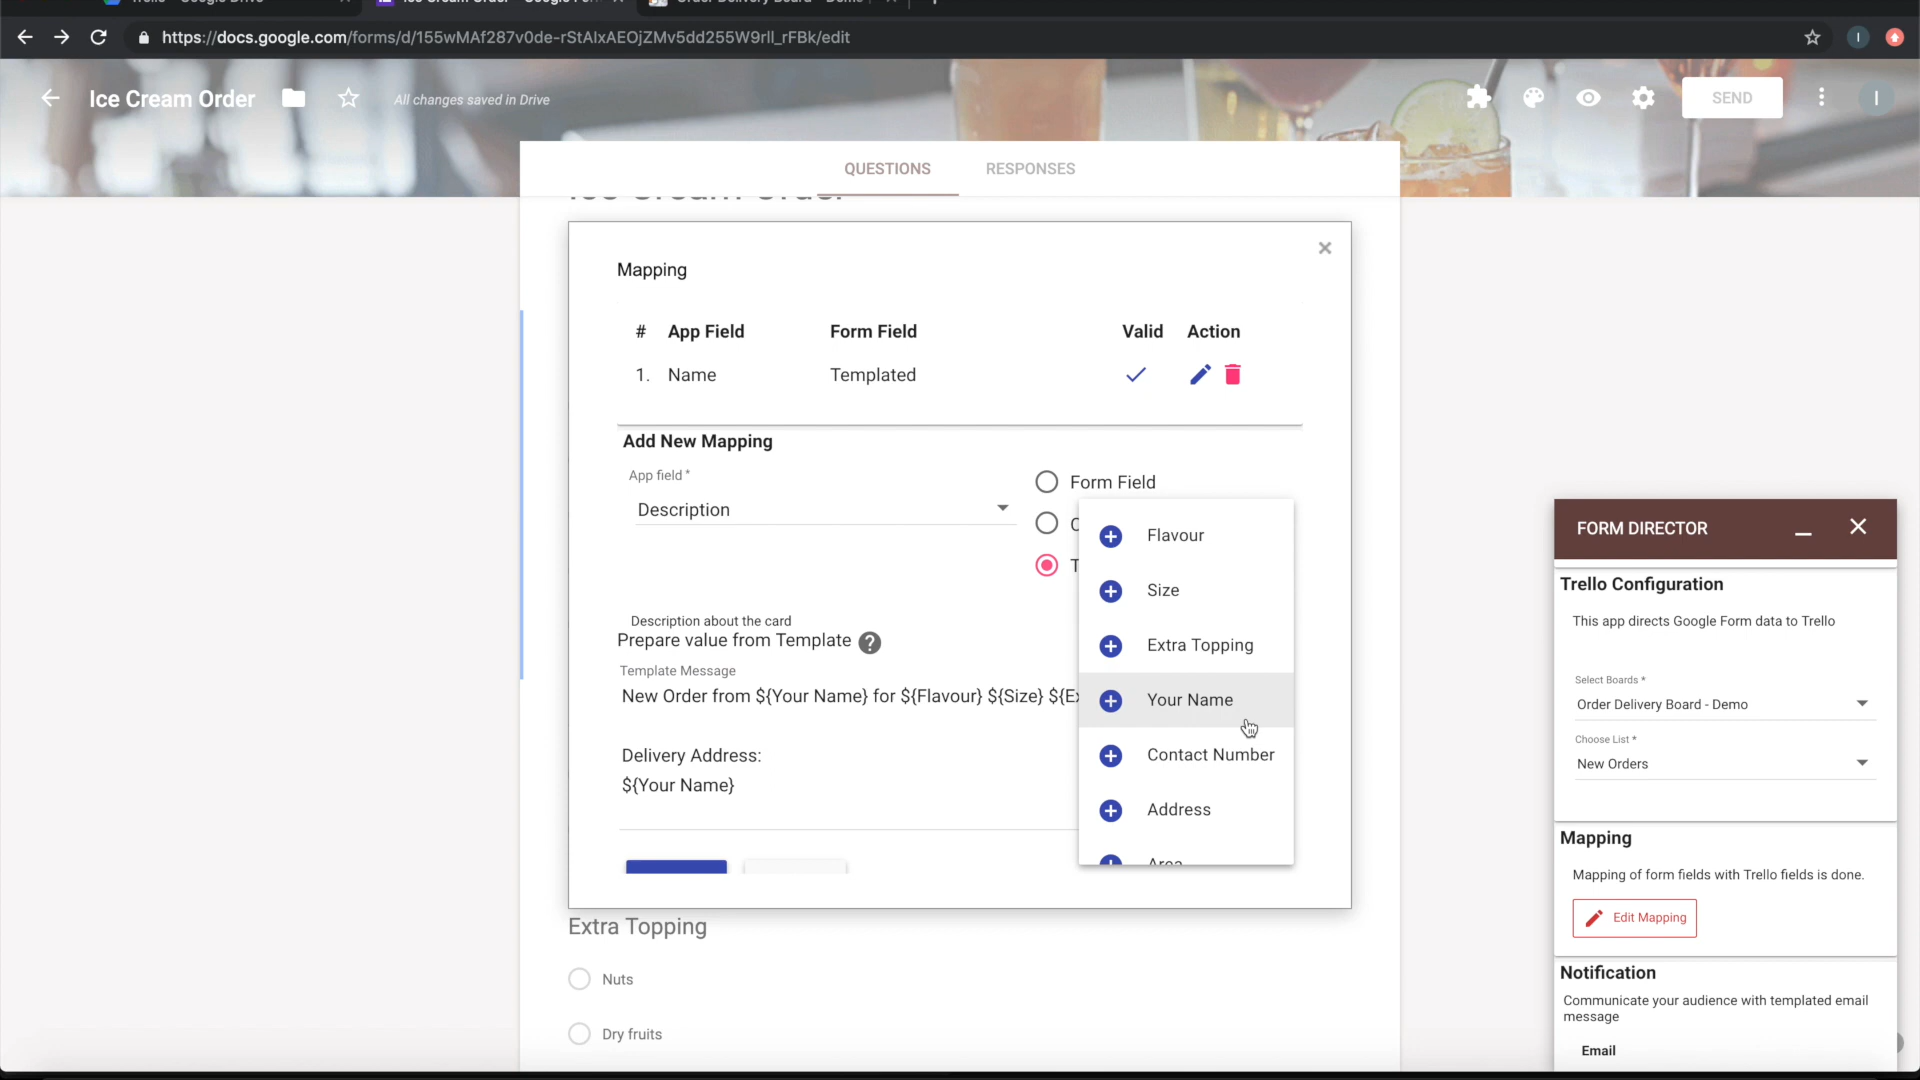 https://docs.google.com/forms/d/155wMAf287v0de-rStAlxAEOjZMv5dd255W9rlI_rFBk/edit
Ice Cream Order
All changes saved in Drive
SEND
I
QUESTIONS
RESPONSES
Mapping
# App Field Form Field Valid Action
1. Name Templated
Add New Mapping
App field *
Description
Form Field
Description about the card
Prepare value from Template
Template Message
New Order from ${Your Name} for ${Flavour} ${Size} ${Ex
Delivery Address:
${Your Name}
Flavour
Size
Extra Topping
Your Name
Contact Number
Address
Area
Extra Topping
Nuts
Dry fruits
FORM DIRECTOR
Trello Configuration
This app directs Google Form data to Trello
Select Boards *
Order Delivery Board - Demo
Choose List *
New Orders
Mapping
Mapping of form fields with Trello fields is done.
Edit Mapping
Notification
Communicate your audience with templated email
message
Email